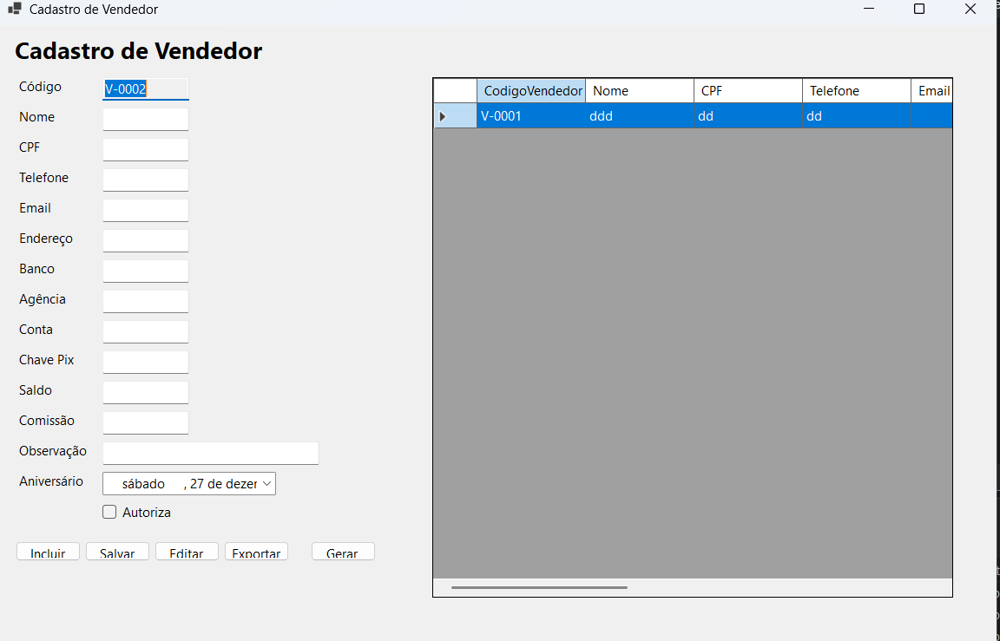 Cadastro de Vendedor
Cadastro de Vendedor
Código V-0002
Nome
CPF
Telefone
Email
Endereço
Banco
Agência
Conta
Chave Pix
Saldo
Comissão
Observação
Aniversário sábado , 27 de dezer
Autoriza
Incluir Salvar Editar Exportar Gerar
CodigoVendedor Nome CPF Telefone Email
V-0001 ddd dd dd